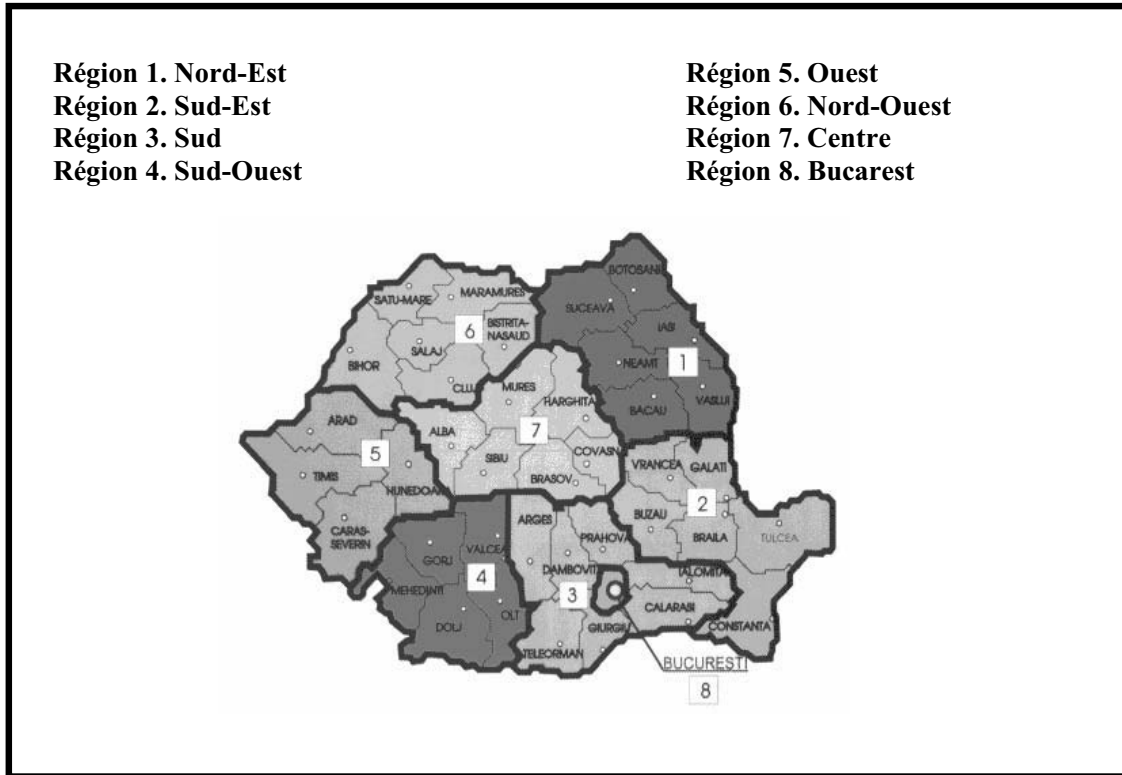 Région 1. Nord-Est
Région 2. Sud-Est
Région 3. Sud
Région 4. Sud-Ouest
Région 5. Ouest
Région 6. Nord-Ouest
Région 7. Centre
Région 8. Bucarest
BOTOSANI
SATU-MARE
MARAMURES
SUCEAVA
6
BISTRITA-
NASAUD
IASI
SALAJ
BIHOR
NEAMT
1
CLUJ
MURES
VASLUI
HARGHITA
BACAU
ARAD
ALBA
7
5
SIBIU
COVASN
VRANCEA
GALATI
TIMIS
BRASOV
HUNEDOARA
2
ARGES
BUZAU
CARAS-
SEVERIN
PRAHOVA
BRAILA
TULCEA
VALCEA
GORJ
DAMBOVIT
4
IALOMITA
MEHEDINTI
3
OLT
CALARASI
DOLJ
GIURGIU
CONSTANTA
TELEORMAN
BUCURESTI
8